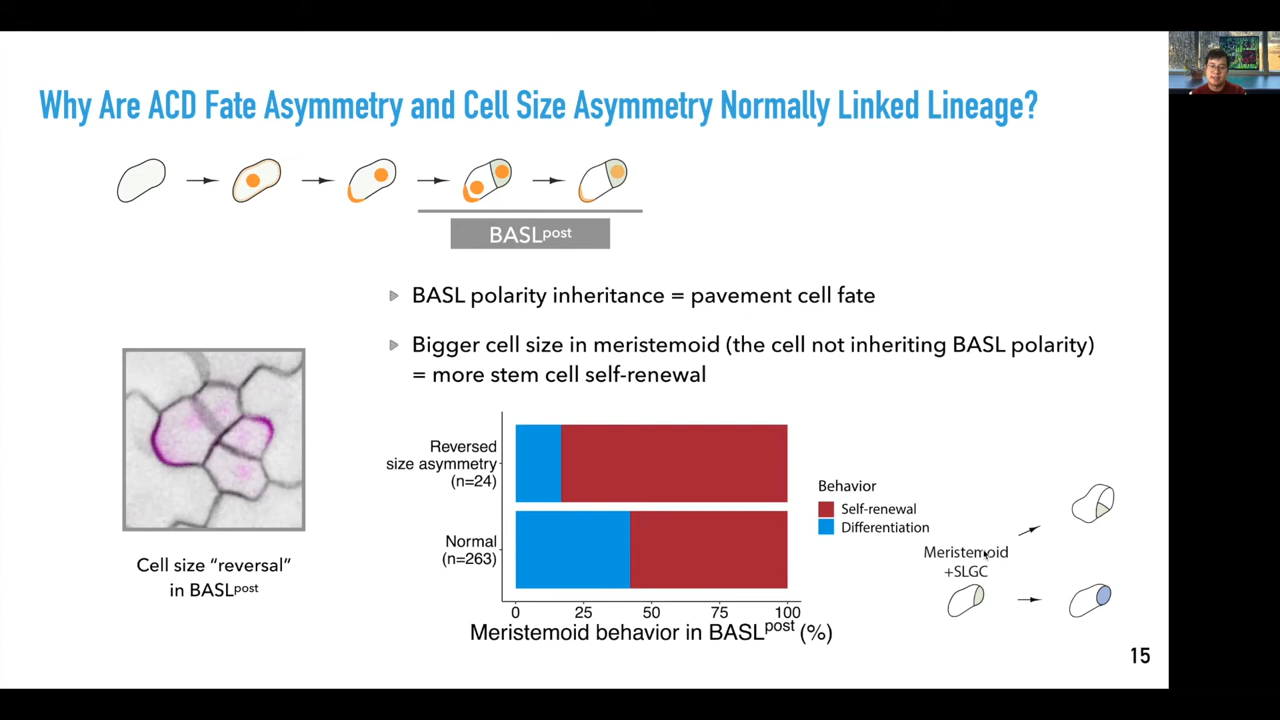 Why Are ACD Fate Asymmetry and Cell Size Asymmetry Normally Linked Lineage?
BASLpost
BASL polarity inheritance = pavement cell fate
Bigger cell size in meristemoid (the cell not inheriting BASL polarity)
= more stem cell self-renewal
Cell size “reversal”
in BASLpost
Reversed
size asymmetry
(n=24)
Normal
(n=263)
0 25 50 75 100
Meristemoid behavior in BASLpost (%)
Behavior
Self-renewal
Differentiation
Meristemoid
+SLGC
15